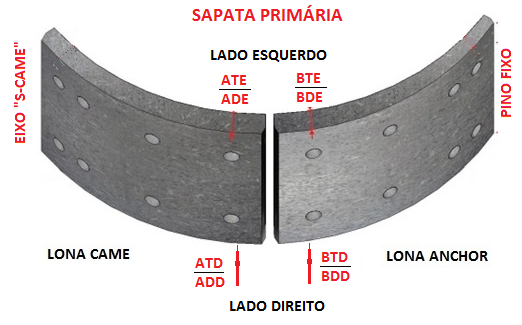 SAPATA PRIMÁRIA
LADO ESQUERDO
EIXO "S-CAME"
ATE
ADE
BTE
BDE
PINO FIXO
LONA CAME
ATD
ADD
BTD
BDD
LONA ANCHOR
LADO DIREITO